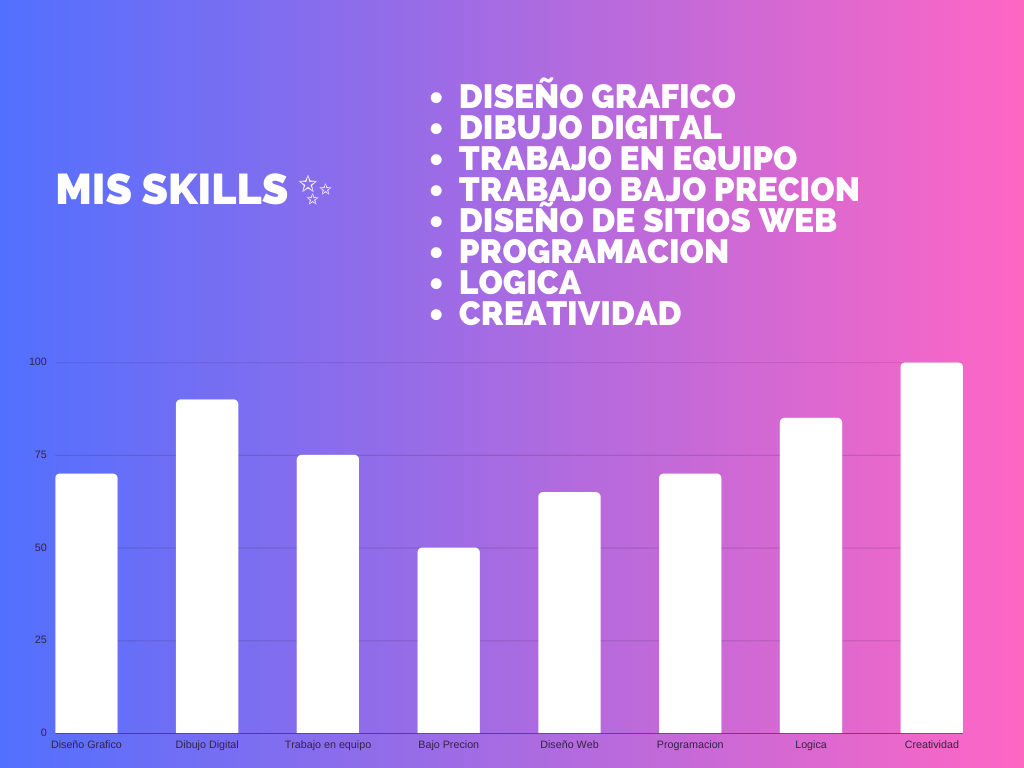 MIS SKILLS ✨
• DISEÑO GRAFICO
• DIBUJO DIGITAL
• TRABAJO EN EQUIPO
• TRABAJO BAJO PRECION
• DISEÑO DE SITIOS WEB
• PROGRAMACION
• LOGICA
• CREATIVIDAD
100
75
50
25
0
Diseño Grafico Dibujo Digital Trabajo en equipo Bajo Precion Diseño Web Programacion Logica Creatividad